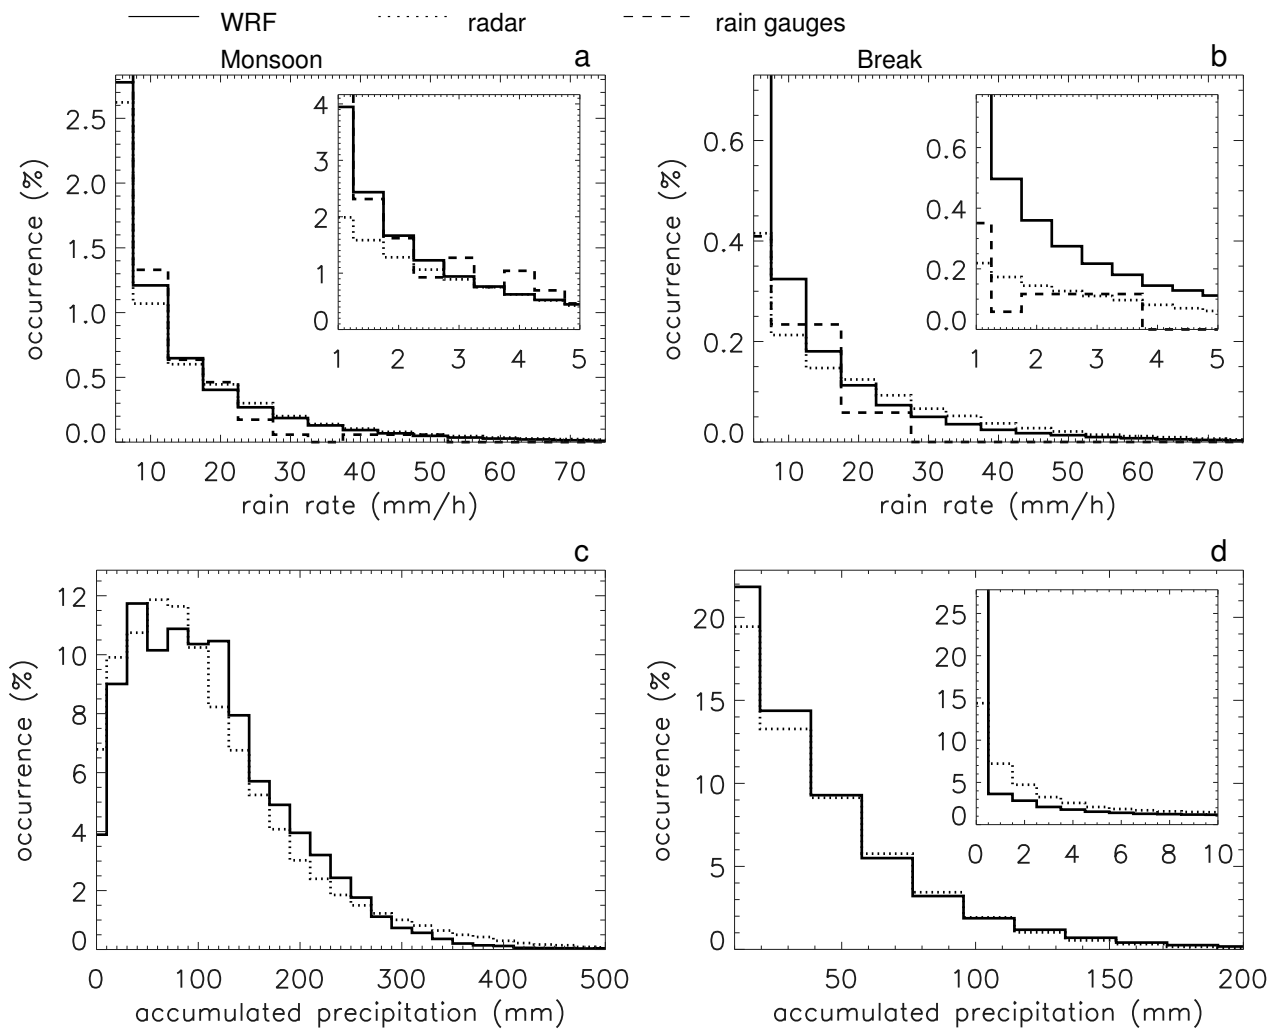 WRF radar rain gauges
Monsoon a
Break b
occurrence (%)
2.5
2.0
1.5
1.0
0.5
0.0
10 20 30 40 50 60 70
rain rate (mm/h)
4
3
2
1
0
1 2 3 4 5
occurrence (%)
0.6
0.4
0.2
0.0
10 20 30 40 50 60 70
rain rate (mm/h)
0.6
0.4
0.2
0.0
1 2 3 4 5
c
occurrence (%)
12
10
8
6
4
2
0
0 100 200 300 400 500
accumulated precipitation (mm)
d
occurrence (%)
20
15
10
5
0
50 100 150 200
accumulated precipitation (mm)
25
20
15
10
5
0
0 2 4 6 8 10